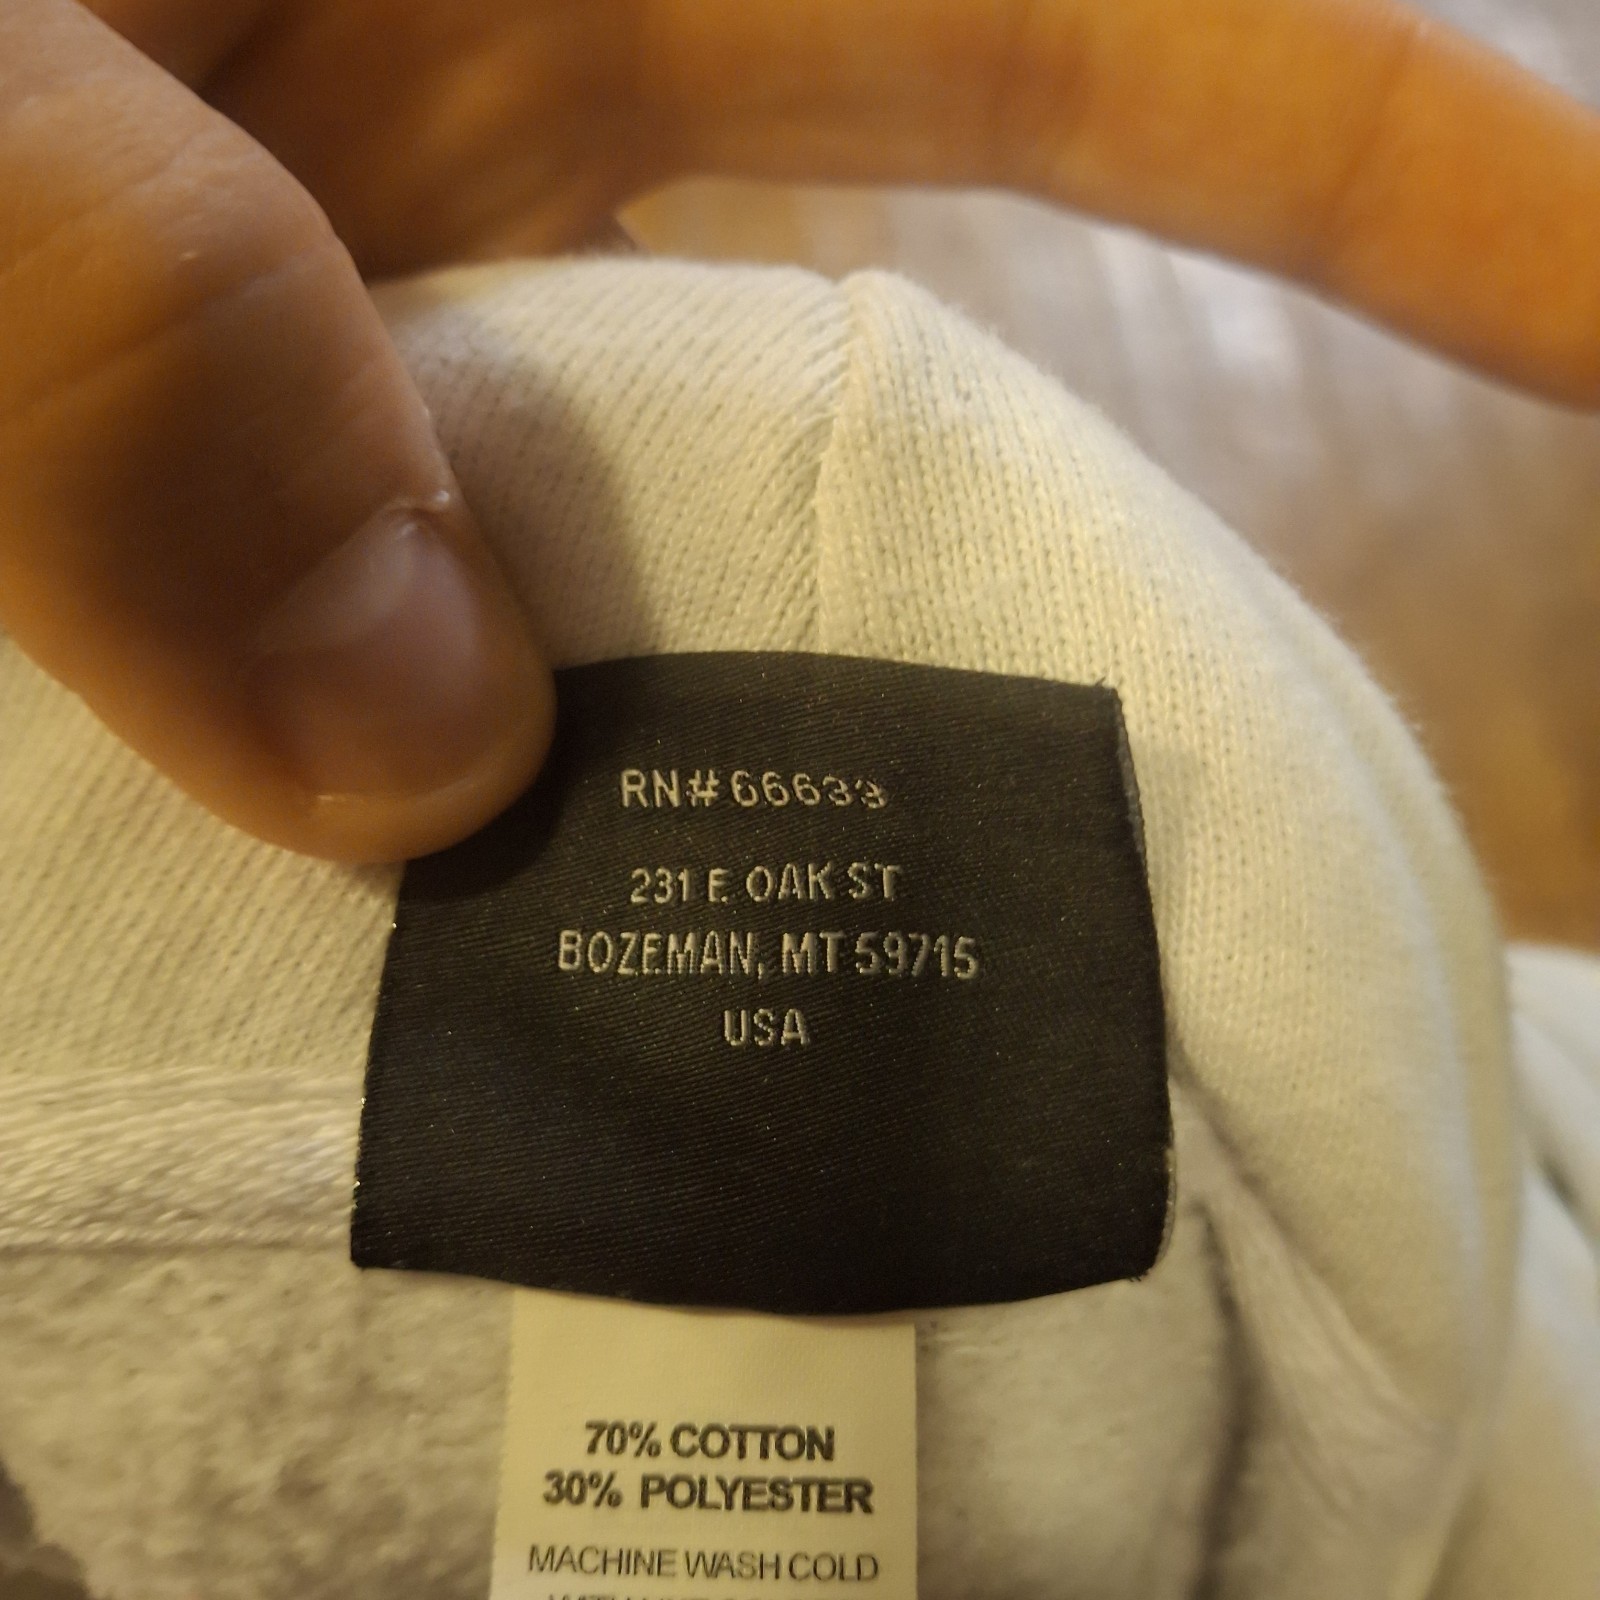 RN# 66633
231 E OAK ST
BOZEMAN, MT 59715
USA
70% COTTON
30% POLYESTER
MACHINE WASH COLD